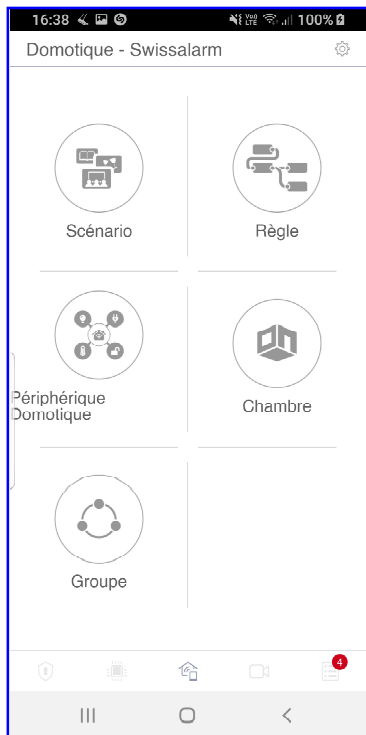 16:38 100%
Domotique - Swissalarm
Scénario
Règle
Périphérique
Domotique
Chambre
Groupe
4